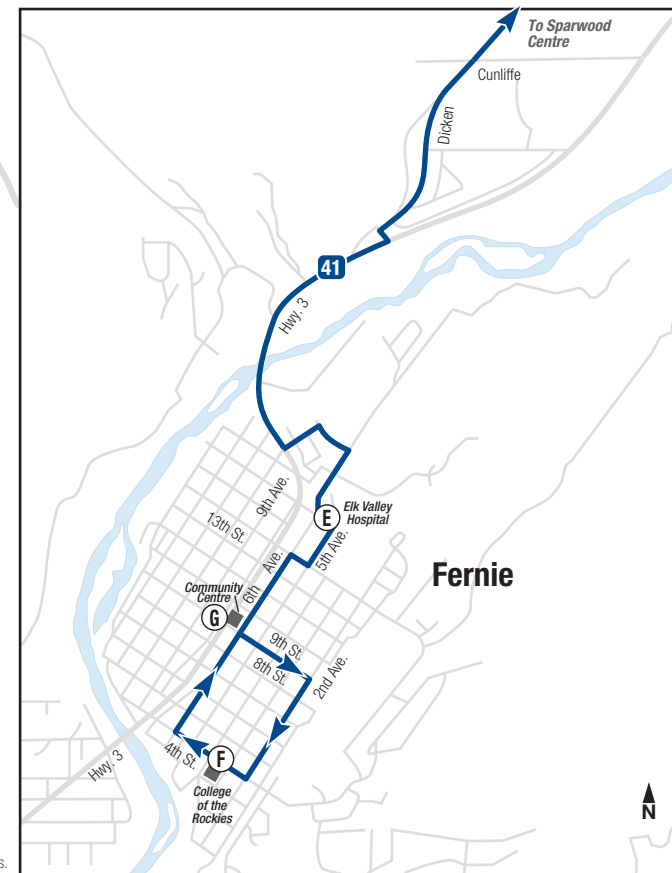 To Sparwood
Centre
Cunliffe
Dicken
41
Hwy. 3
9th Ave.
E
Elk Valley
Hospital
13th St.
5th Ave.
6th Ave.
Fernie
Community
Centre
G
9th St.
8th St.
2nd Ave.
4th St.
F
Hwy. 3
College
of the
Rockies
N
s.